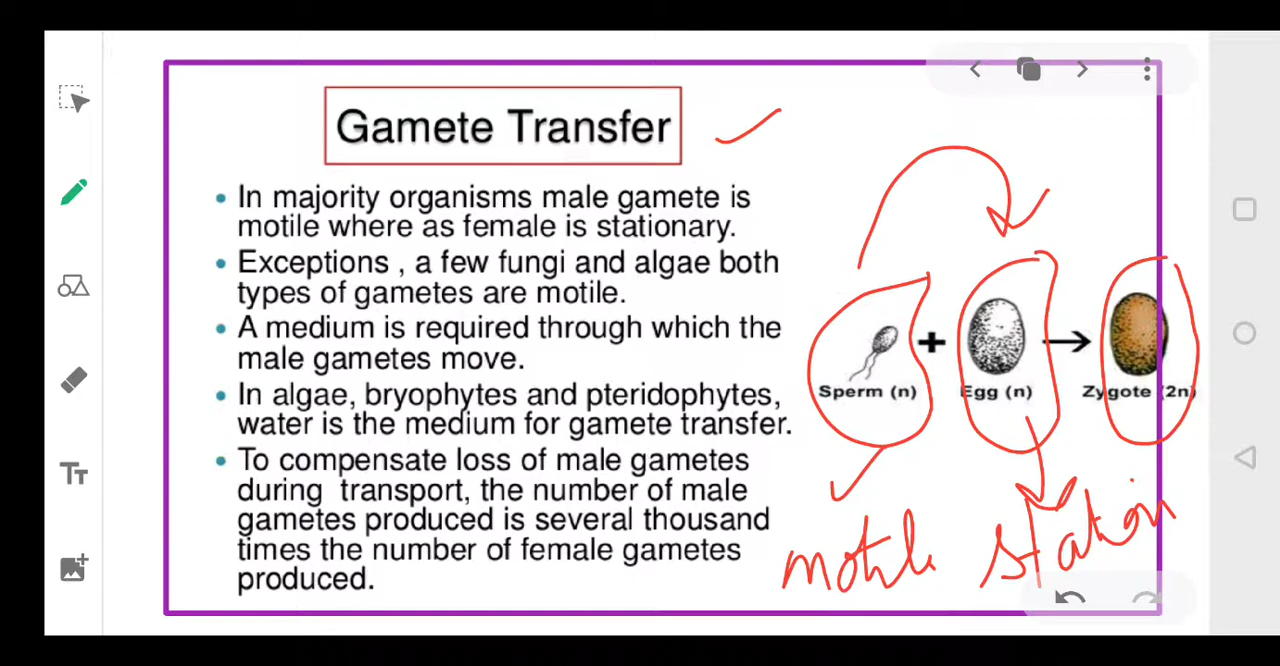 Gamete Transfer
• In majority organisms male gamete is
motile where as female is stationary.
• Exceptions , a few fungi and algae both
types of gametes are motile.
• A medium is required through which the
male gametes move.
• In algae, bryophytes and pteridophytes,
water is the medium for gamete transfer.
• To compensate loss of male gametes
during transport, the number of male
gametes produced is several thousand
times the number of female gametes
produced.
+
Sperm (n) Egg (n) Zygote (2n)
motile
TT